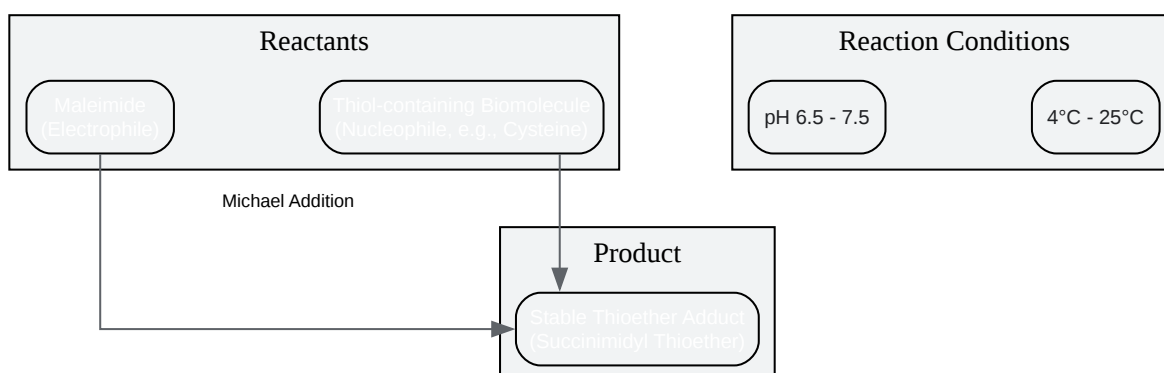 Reactants
Reaction Conditions
Maleimide
(Electrophile)
Thiol-containing Biomolecule
(Nucleophile, e.g., Cysteine)
pH 6.5 - 7.5
4°C - 25°C
Michael Addition
Product
Stable Thioether Adduct
(Succinimidyl Thioether)